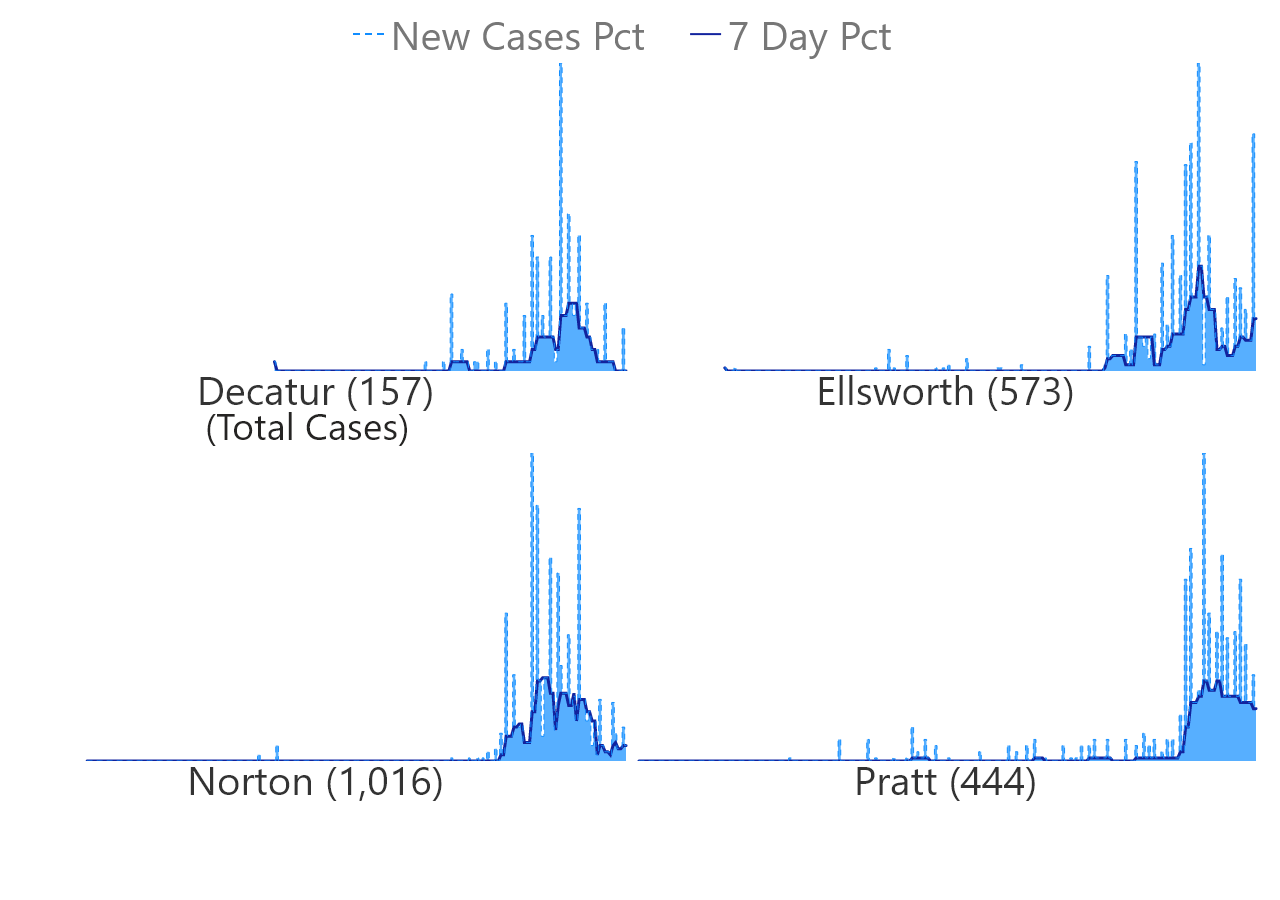 New Cases Pct 7 Day Pct
Decatur (157)
(Total Cases)
Ellsworth (573)
Norton (1,016)
Pratt (444)